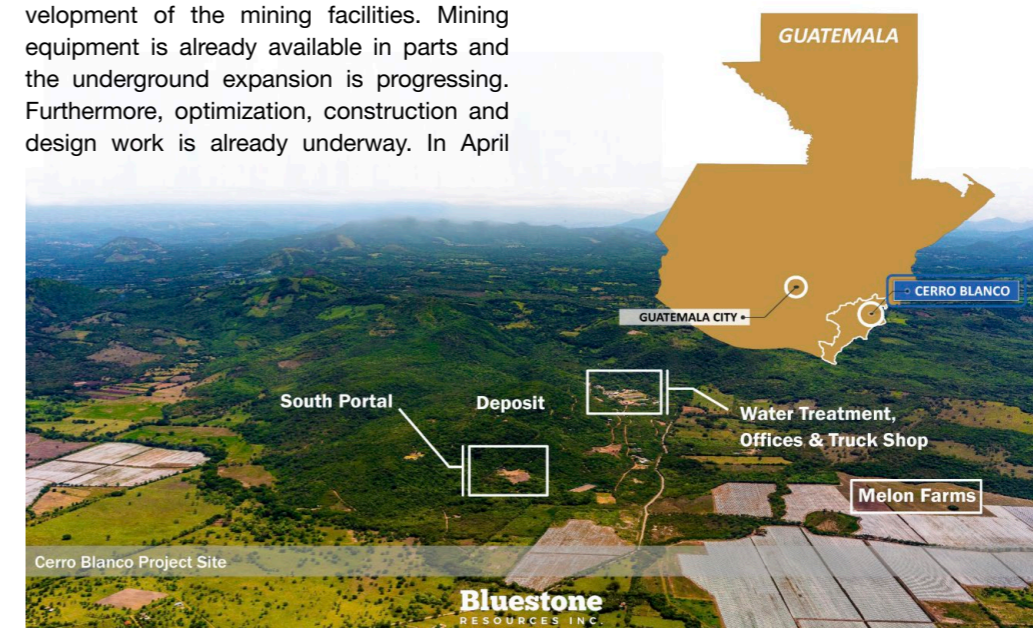 velopment of the mining facilities. Mining
equipment is already available in parts and
the underground expansion is progressing.
Furthermore, optimization, construction and
design work is already underway. In April
GUATEMALA
CERRO BLANCO
GUATEMALA CITY
South Portal
Deposit
Water Treatment,
Offices & Truck Shop
Melon Farms
Cerro Blanco Project Site
Bluestone
RESOURCES INC.